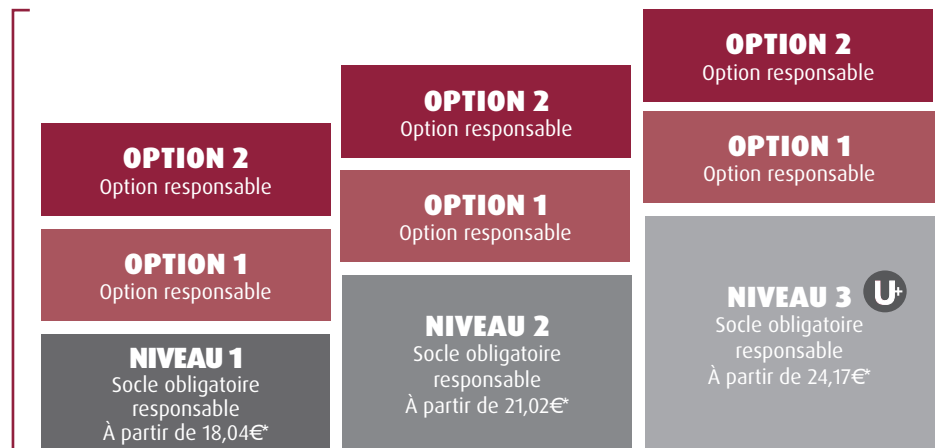 OPTION 2
Option responsable
OPTION 1
Option responsable
NIVEAU 1
Socle obligatoire
responsable
À partir de 18,04€*
OPTION 2
Option responsable
OPTION 1
Option responsable
NIVEAU 2
Socle obligatoire
responsable
À partir de 21,02€*
OPTION 2
Option responsable
OPTION 1
Option responsable
NIVEAU 3 U+
Socle obligatoire
responsable
À partir de 24,17€*